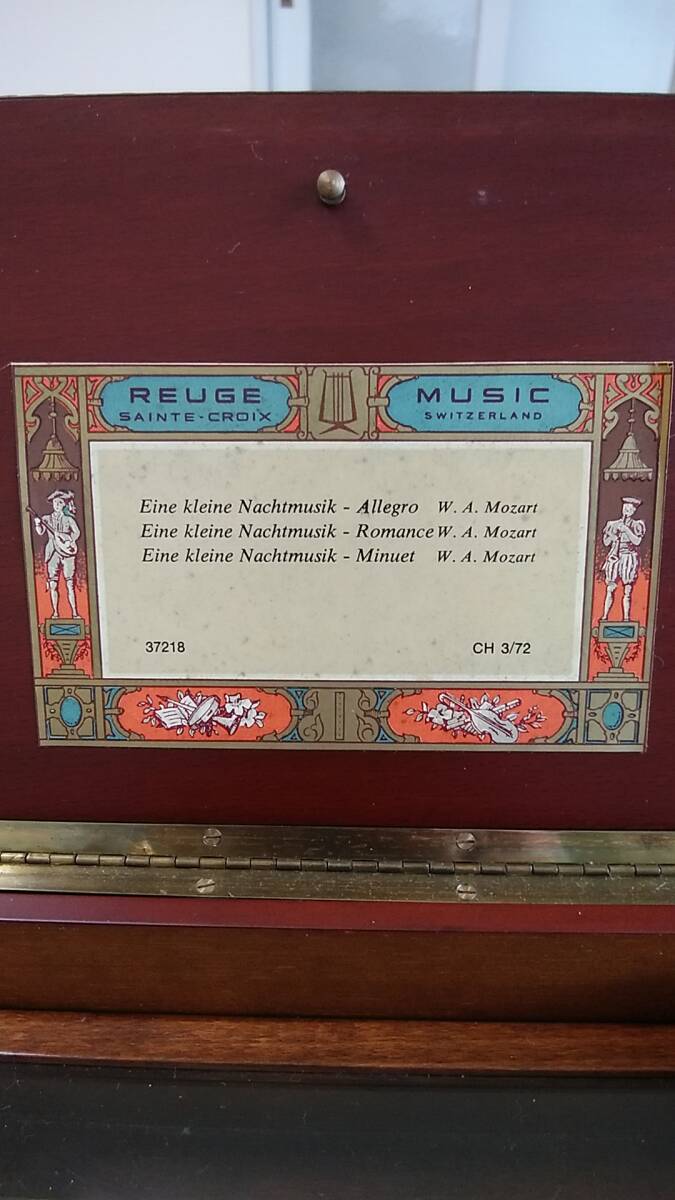 REUGE MUSIC
SAINTE-CROIX SWITZERLAND
Eine kleine Nachtmusik - Allegro W. A. Mozart
Eine kleine Nachtmusik - Romance W. A. Mozart
Eine kleine Nachtmusik - Minuet W. A. Mozart
37218 CH 3/72